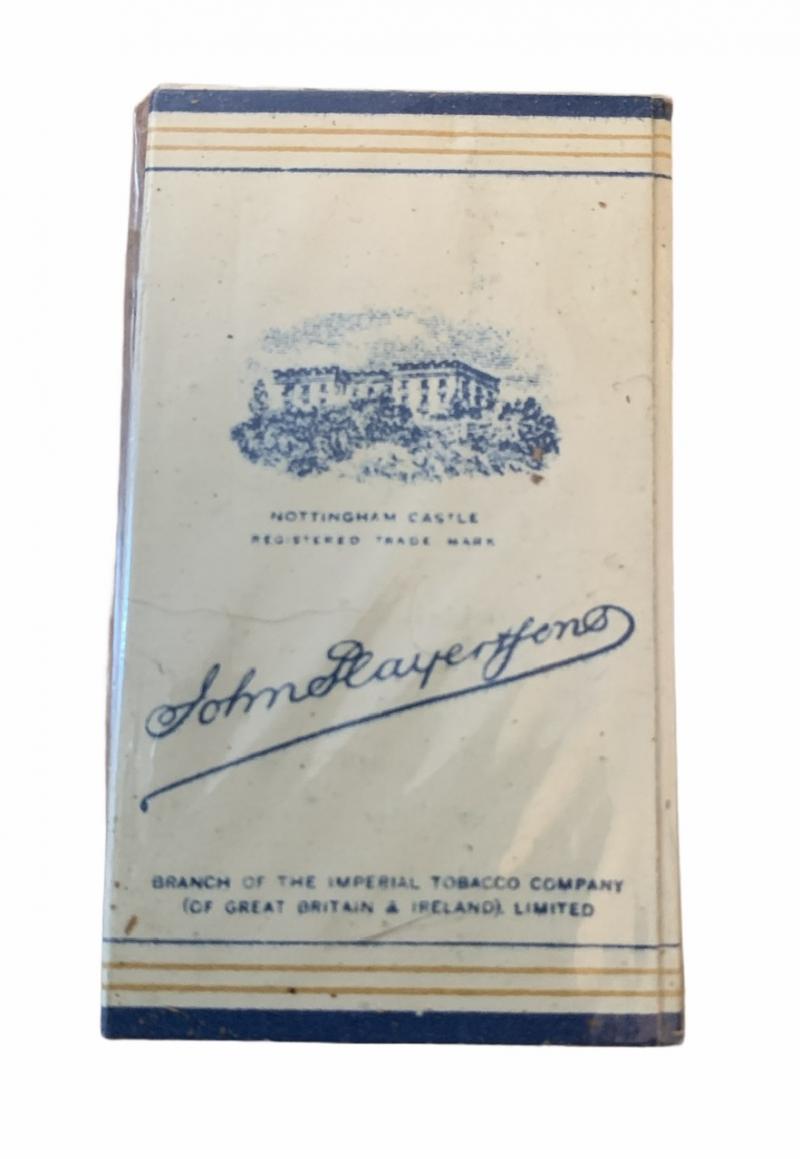 NOTTINGHAM CASTLE
REGISTERED TRADE MARK
John Player & Sons
BRANCH OF THE IMPERIAL TOBACCO COMPANY
(OF GREAT BRITAIN & IRELAND), LIMITED